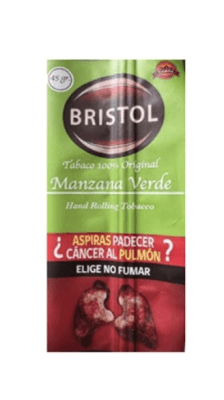 45 gr
BRISTOL
Tabaco 100% Original
Manzana Verde
Hand Rolling Tobacco
¿ ASPIRAS PADECER
CÁNCER AL PULMÓN ?
ELIGE NO FUMAR